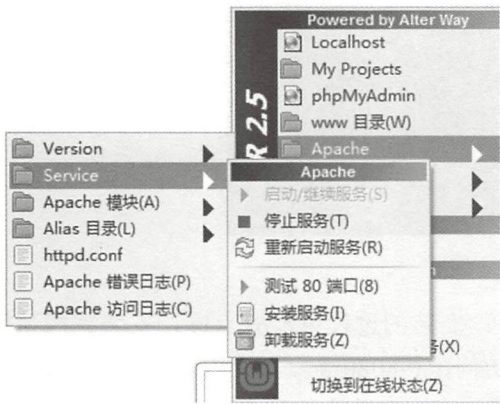 Powered by Alter Way
Localhost
My Projects
phpMyAdmin
www 目录(W)
Apache
R 2.5
Version
Service
Apache 模块(A)
Alias 目录(L)
httpd.conf
Apache 错误日志(P)
Apache 访问日志(C)
Apache
启动/继续服务(S)
停止服务(T)
重新启动服务(R)
测试 80 端口(8)
安装服务(I)
卸载服务(Z)
务(X)
切换到在线状态(Z)